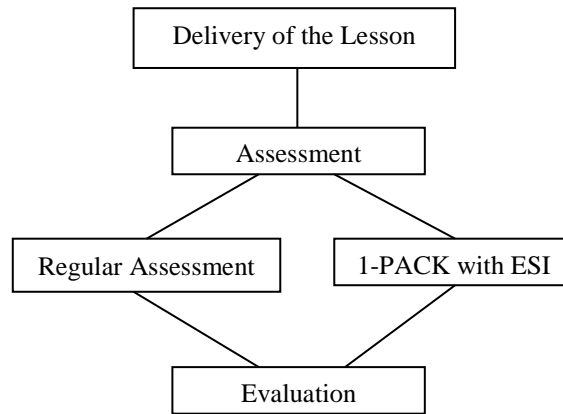 Delivery of the Lesson
Assessment
Regular Assessment
1-PACK with ESI
Evaluation